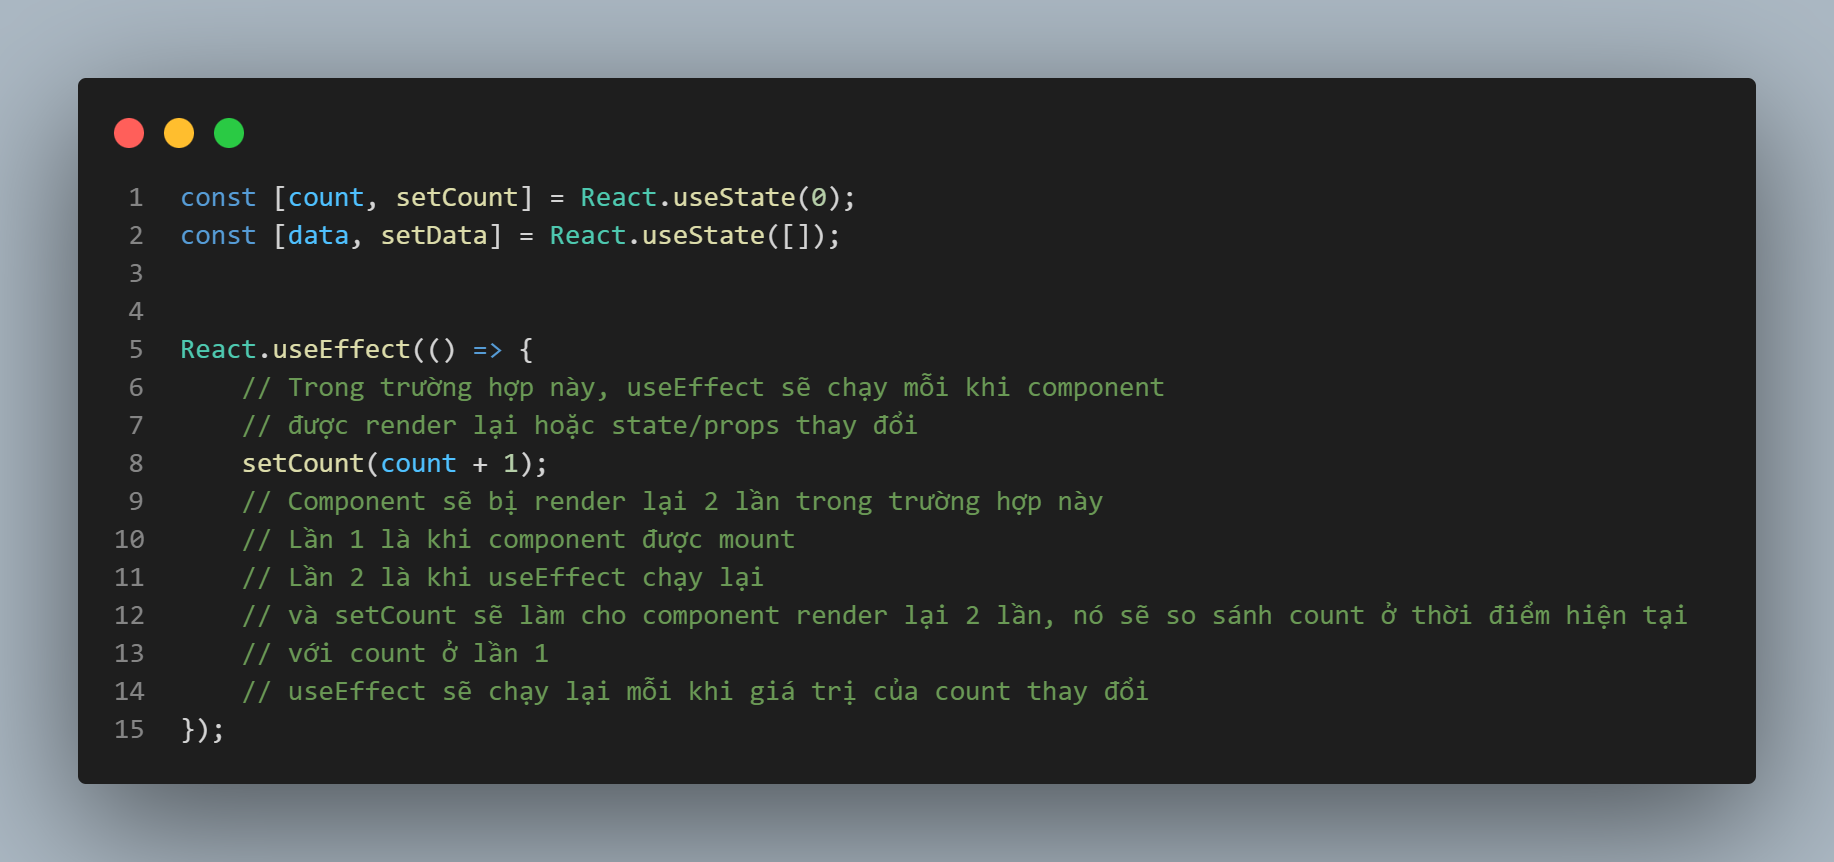 1 const [count, setCount] = React.useState(0);
2 const [data, setData] = React.useState([]);
3
4
5 React.useEffect(() => {
6 // Trong trường hợp này, useEffect sẽ chạy mỗi khi component
7 // được render lại hoặc state/props thay đổi
8 setCount(count + 1);
9 // Component sẽ bị render lại 2 lần trong trường hợp này
10 // Lần 1 là khi component được mount
11 // Lần 2 là khi useEffect chạy lại
12 // và setCount sẽ làm cho component render lại 2 lần, nó sẽ so sánh count ở thời điểm hiện tại
13 // với count ở lần 1
14 // useEffect sẽ chạy lại mỗi khi giá trị của count thay đổi
15 });